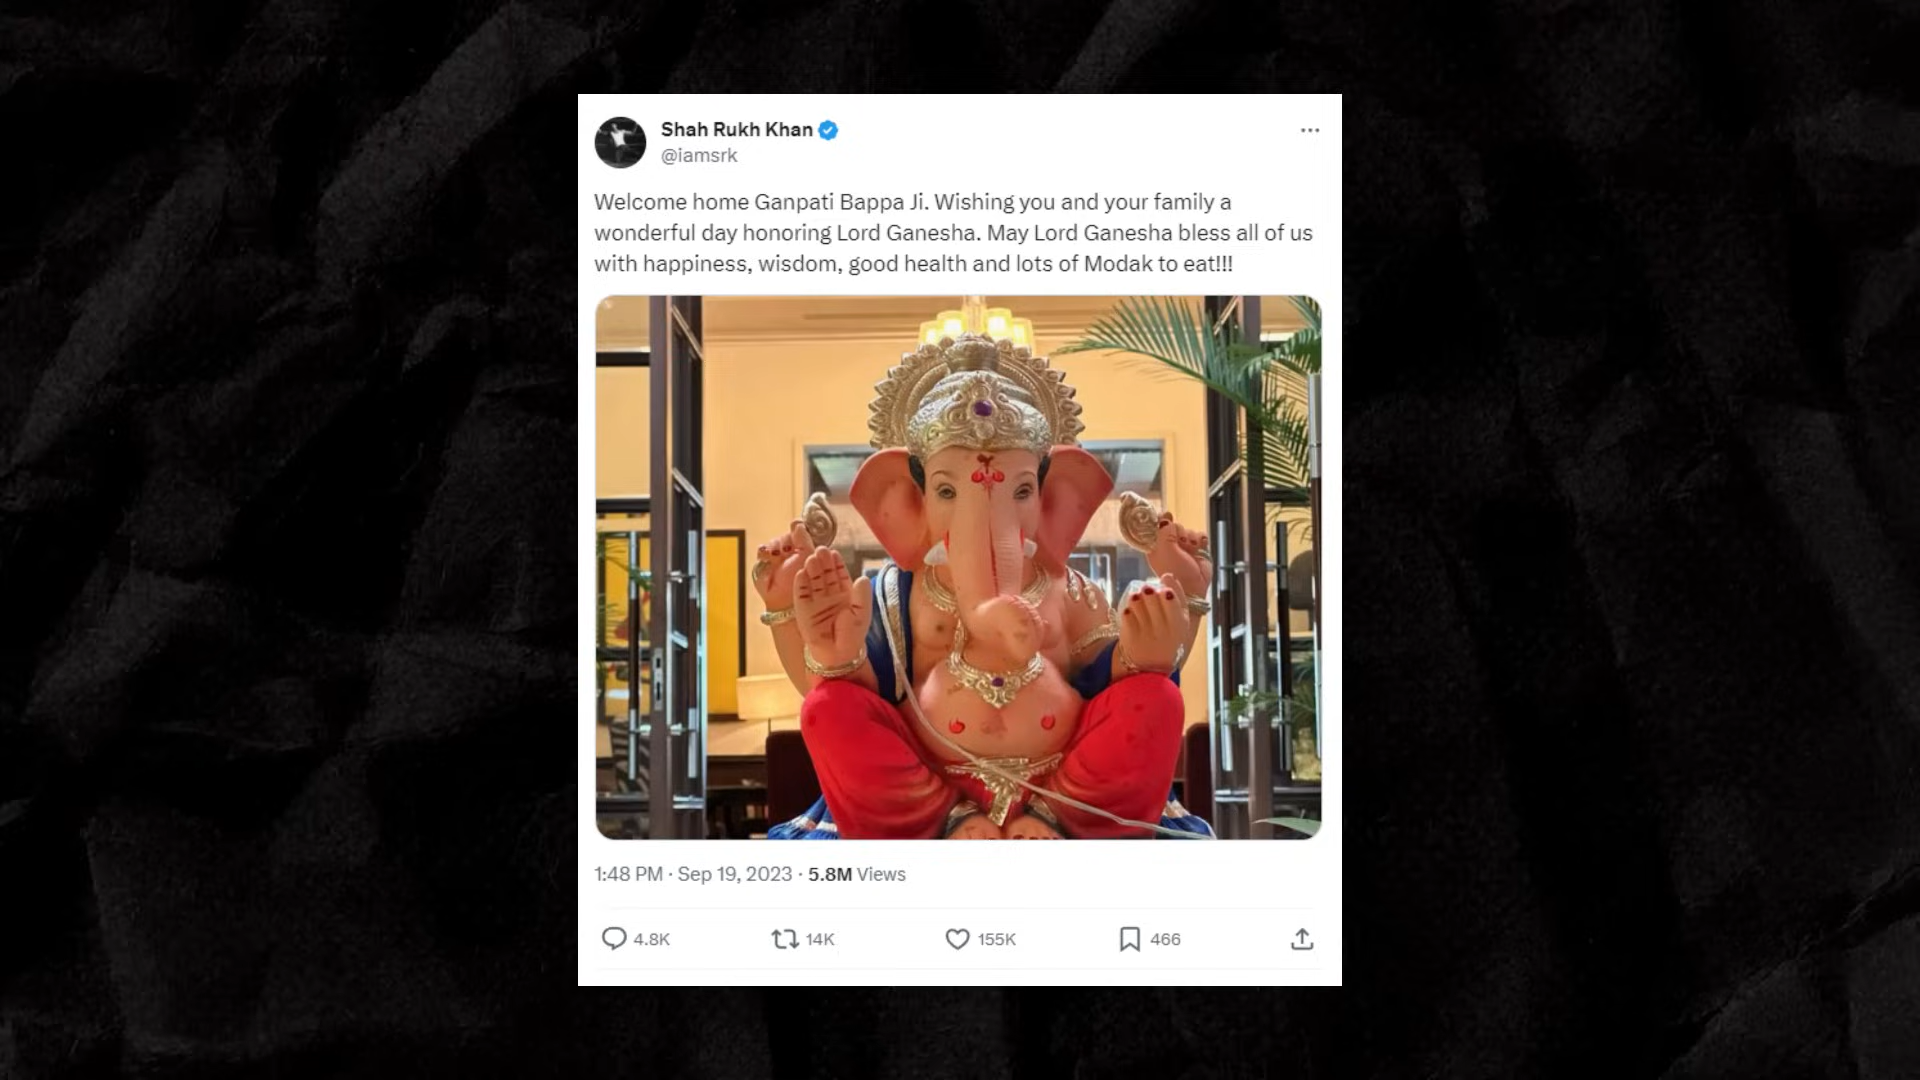 Shah Rukh Khan
@iamsrk
Welcome home Ganpati Bappa Ji. Wishing you and your family a
wonderful day honoring Lord Ganesha. May Lord Ganesha bless all of us
with happiness, wisdom, good health and lots of Modak to eat!!!
1:48 PM · Sep 19, 2023 · 5.8M Views
4.8K 14K 155K 466